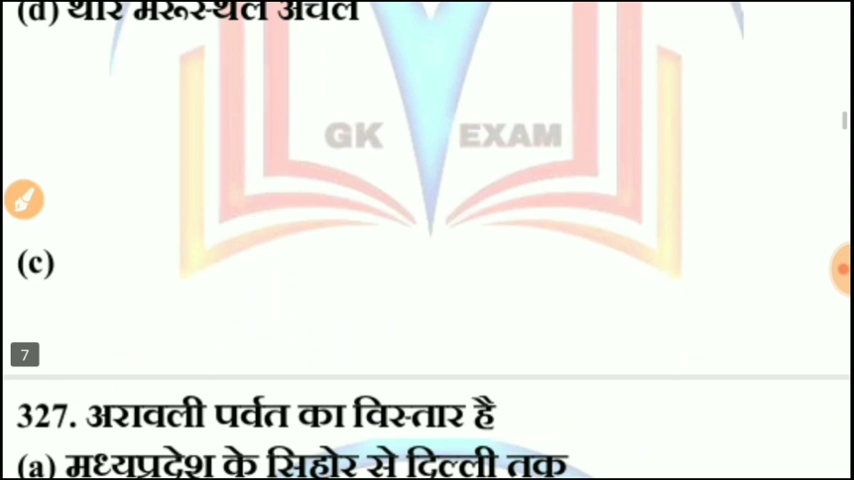 (d) थार मरूस्थल अंचल
GK EXAM
(c)
7
327. अरावली पर्वत का विस्तार है
(a) मध्यप्रदेश के सिहोर से दिल्ली तक